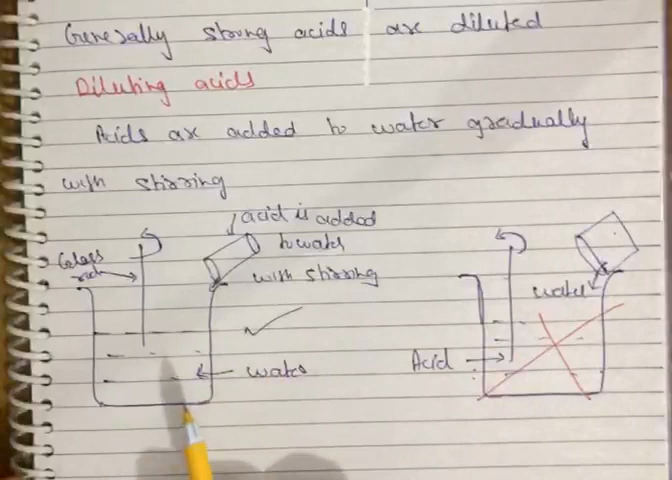 Generally strong acids are diluted
Diluting acids
Acids are added to water gradually
with stirring
acid is added
to water
with stirring
Galass
rod
water
water
Acid